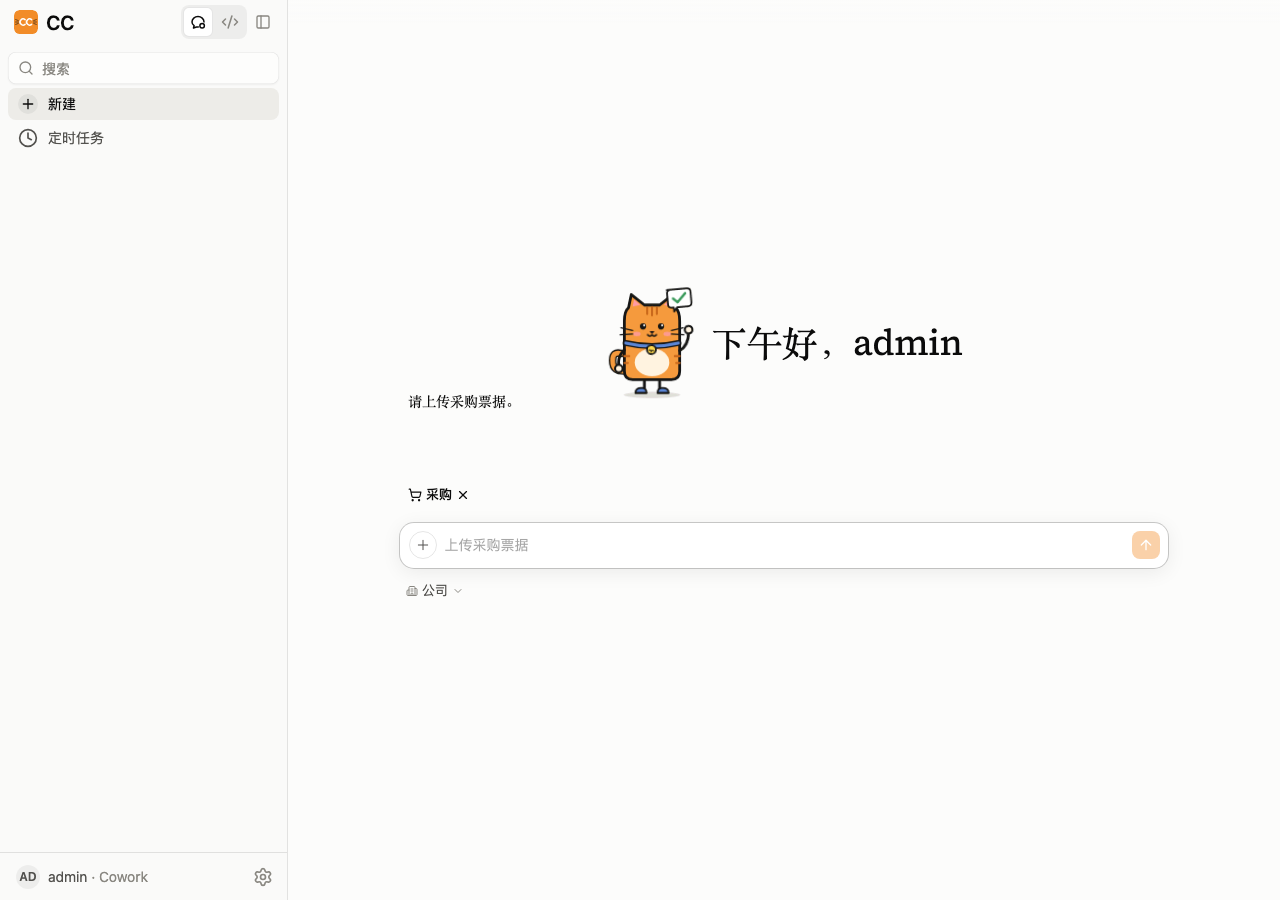 CC
搜索
新建
定时任务
下午好，admin
请上传采购票据。
采购
上传采购票据
公司
AD admin · Cowork